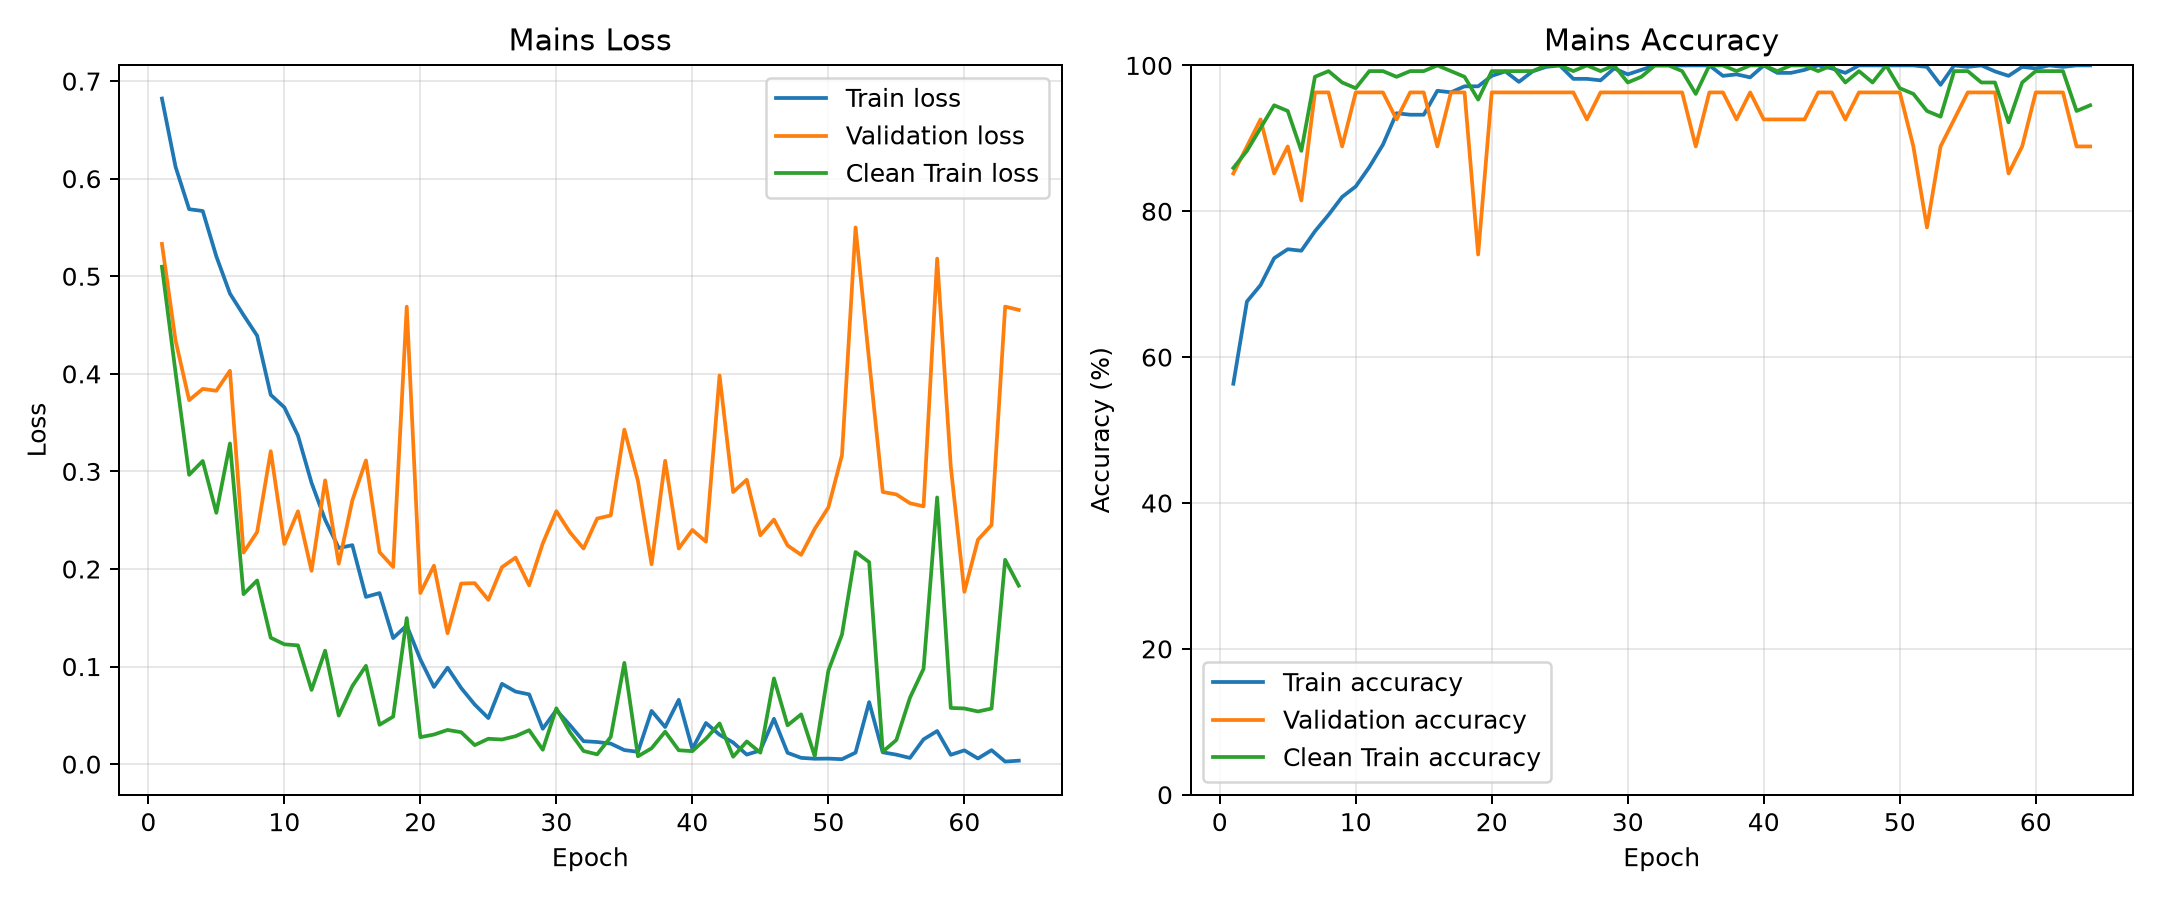 Mains Loss
0.7
0.6
0.5
0.4
0.3
0.2
0.1
0.0
Loss
0 10 20 30 40 50 60
Epoch
Train loss
Validation loss
Clean Train loss
Mains Accuracy
100
80
60
40
20
0
Accuracy (%)
0 10 20 30 40 50 60
Epoch
Train accuracy
Validation accuracy
Clean Train accuracy